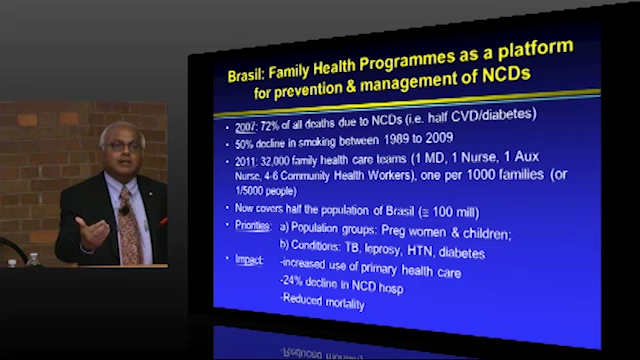 Brasil: Family Health Programmes as a platform
for prevention & management of NCDs
• 2007: 72% of all deaths due to NCDs (i.e. half CVD/diabetes)
• 50% decline in smoking between 1989 to 2009
• 2011: 32,000 family health care teams (1 MD, 1 Nurse, 1 Aux
Nurse, 4-6 Community Health Workers), one per 1000 families (or
1/5000 people)
• Now covers half the population of Brasil (≅ 100 mill)
• Priorities: a) Population groups: Preg women & children;
b) Conditions: TB, leprosy, HTN, diabetes
• Impact: -increased use of primary health care
-24% decline in NCD hosp
-Reduced mortality